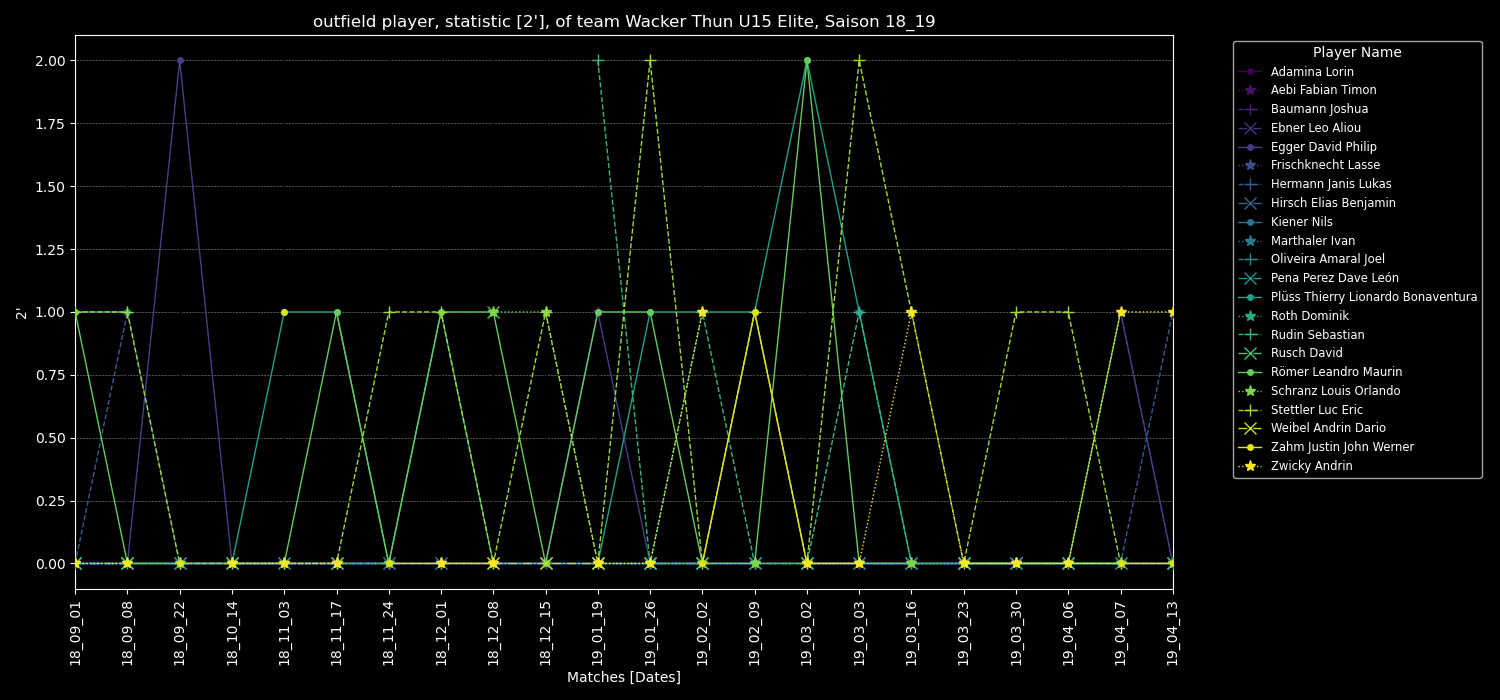 outfield player, statistic [2'], of team Wacker Thun U15 Elite, Saison 18_19
2'
2.00
1.75
1.50
1.25
1.00
0.75
0.50
0.25
0.00
18_09_01
18_09_08
18_09_22
18_10_14
18_11_03
18_11_17
18_11_24
18_12_01
18_12_08
18_12_15
19_01_19
19_01_26
19_02_02
19_02_09
19_03_02
19_03_03
19_03_16
19_03_23
19_03_30
19_04_06
19_04_07
19_04_13
Matches [Dates]
Player Name
Adamina Lorin
Aebi Fabian Timon
Baumann Joshua
Ebner Leo Aliou
Egger David Philip
Frischknecht Lasse
Hermann Janis Lukas
Hirsch Elias Benjamin
Kiener Nils
Marthaler Ivan
Oliveira Amaral Joel
Pena Perez Dave León
Plüss Thierry Lionardo Bonaventura
Roth Dominik
Rudin Sebastian
Rusch David
Römer Leandro Maurin
Schranz Louis Orlando
Stettler Luc Eric
Weibel Andrin Dario
Zahm Justin John Werner
Zwicky Andrin